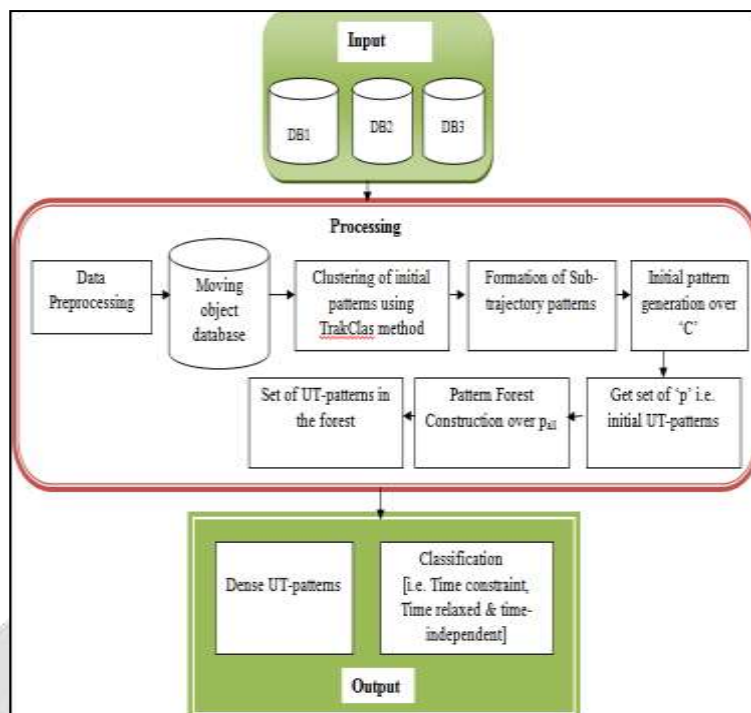 Input
DB1
DB2
DB3
Processing
Data
Preprocessing
Moving
object
database
Clustering of initial
patterns using
TrakClas method
Formation of Sub-
trajectory patterns
Initial pattern
generation over
‘C’
Set of UT-patterns in
the forest
Pattern Forest
Construction over pall
Get set of ‘p’ i.e.
initial UT-patterns
Dense UT-patterns
Classification
[i.e. Time constraint,
Time relaxed & time-
independent]
Output